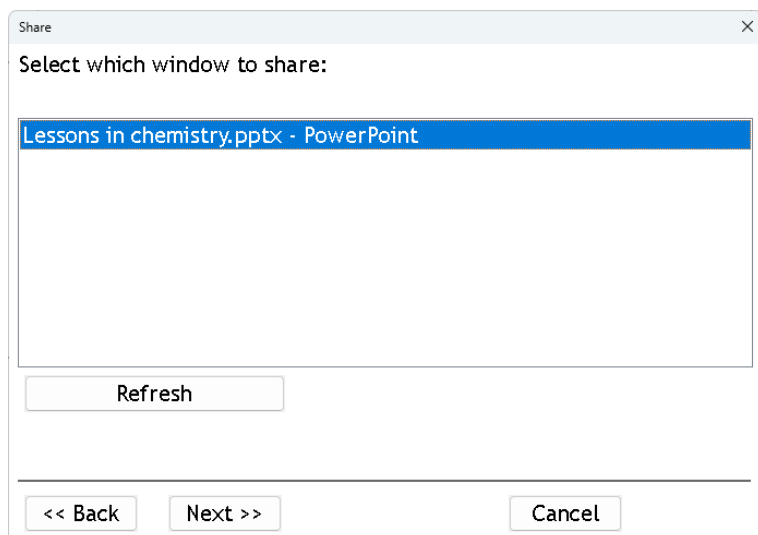 Share
Select which window to share:
Lessons in chemistry.pptx - PowerPoint
Refresh
<< Back Next >> Cancel